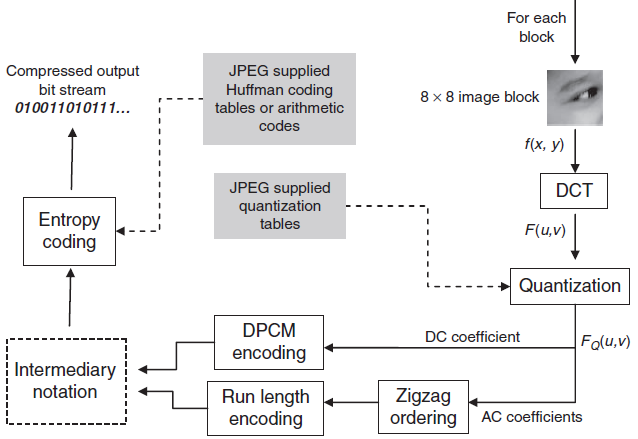 For each
block
8 × 8 image block
f(x, y)
DCT
F(u,v)
Quantization
F_Q(u,v)
JPEG supplied
Huffman coding
tables or arithmetic
codes
JPEG supplied
quantization
tables
DC coefficient
AC coefficients
Zigzag
ordering
DPCM
encoding
Run length
encoding
Intermediary
notation
Entropy
coding
Compressed output
bit stream
010011010111...